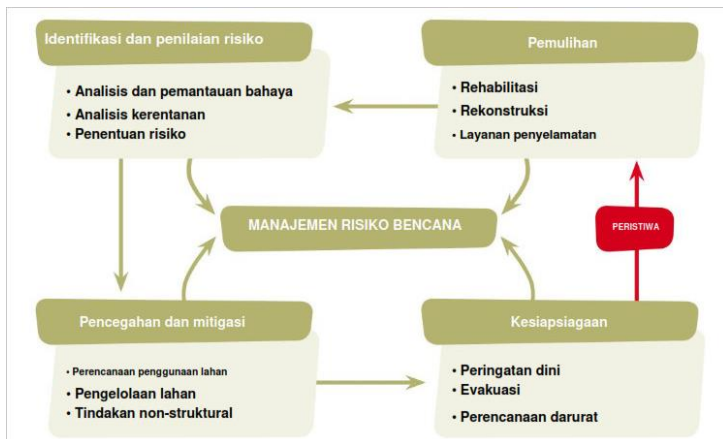 Identifikasi dan penilaian risiko
• Analisis dan pemantauan bahaya
• Analisis kerentanan
• Penentuan risiko
Pemulihan
• Rehabilitasi
• Rekonstruksi
• Layanan penyelamatan
MANAJEMEN RISIKO BENCANA
PERISTIWA
Pencegahan dan mitigasi
• Perencanaan penggunaan lahan
• Pengelolaan lahan
• Tindakan non-struktural
Kesiapsiagaan
• Peringatan dini
• Evakuasi
• Perencanaan darurat